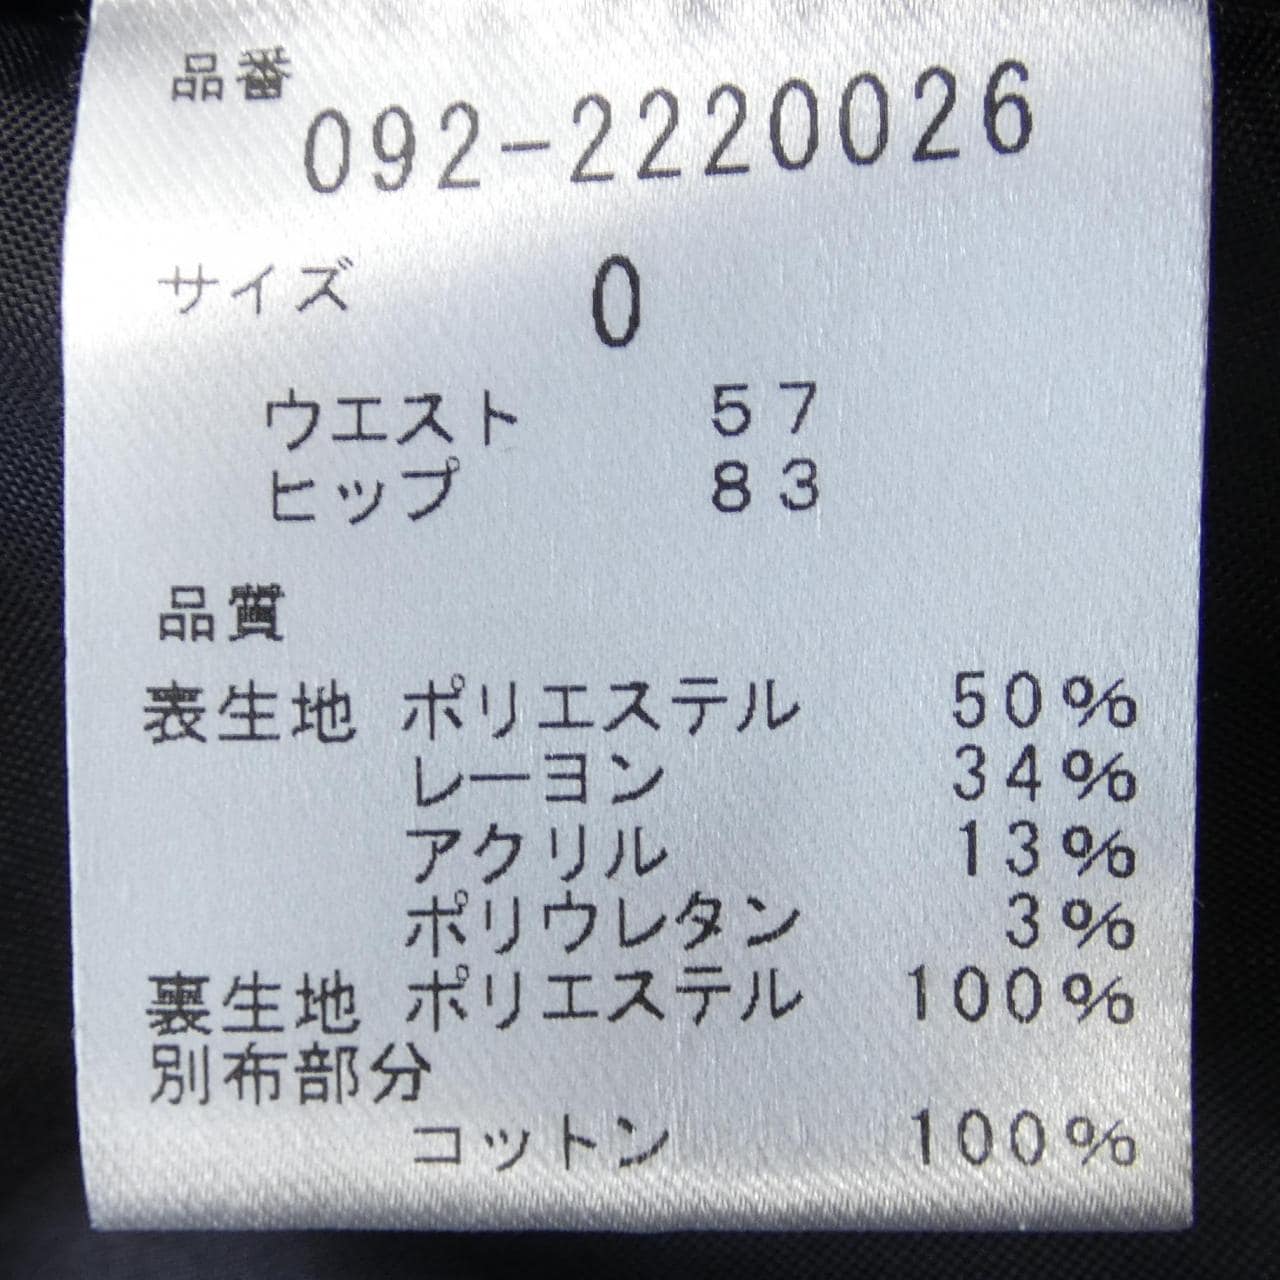 品番 092-2220026
サイズ 0
ウエスト 57
ヒップ 83
品質
表生地 ポリエステル 50%
レーヨン 34%
アクリル 13%
ポリウレタン 3%
裏生地 ポリエステル 100%
別布部分
コットン 100%